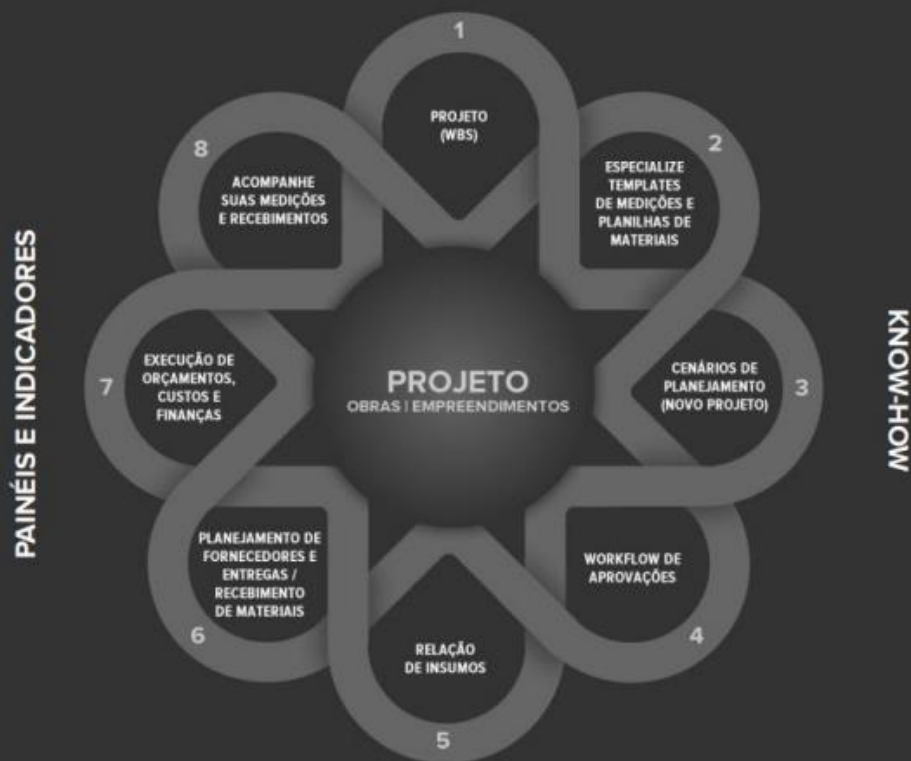 1
PROJETO
(WBS)
2
ESPECIALIZE
TEMPLATES
DE MEDIÇÕES E
PLANILHAS DE
MATERIAIS
3
CENÁRIOS DE
PLANEJAMENTO
(NOVO PROJETO)
4
WORKFLOW DE
APROVAÇÕES
5
RELAÇÃO
DE INSUMOS
6
PLANEJAMENTO DE
FORNECEDORES E
ENTREGAS /
RECEBIMENTO
DE MATERIAIS
7
EXECUÇÃO DE
ORÇAMENTOS,
CUSTOS E
FINANÇAS
8
ACOMPANHE
SUAS MEDIÇÕES
E RECEBIMENTOS
PROJETO
OBRAS | EMPREENDIMENTOS
PAINÉIS E INDICADORES
KNOW-HOW